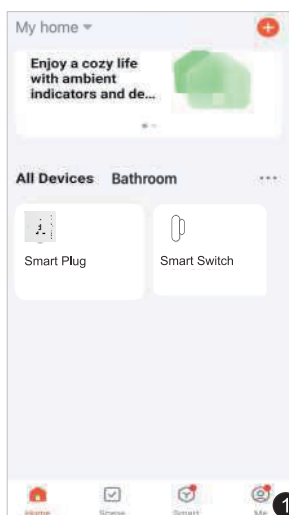 My home
Enjoy a cozy life
with ambient
indicators and de...
All Devices Bathroom
Smart Plug
Smart Switch
Home
Scene
Smart
Me
1